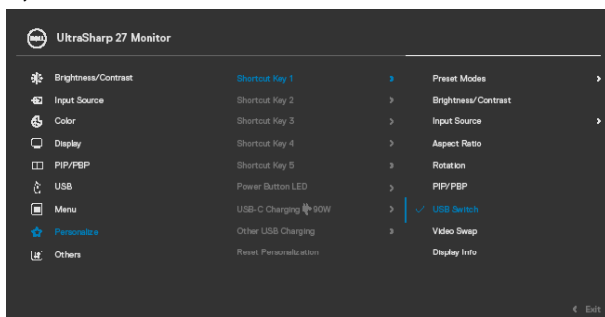 DELL UltraSharp 27 Monitor
Brightness/Contrast Shortcut Key 1 Preset Modes
Input Source Shortcut Key 2 Brightness/Contrast
Color Shortcut Key 3 Input Source
Display Shortcut Key 4 Aspect Ratio
PIP/PBP Shortcut Key 5 Rotation
USB Power Button LED PIP/PBP
Menu USB-C Charging 90W USB Switch
Personalize Other USB Charging Video Swap
Others Reset Personalization Display Info
Exit